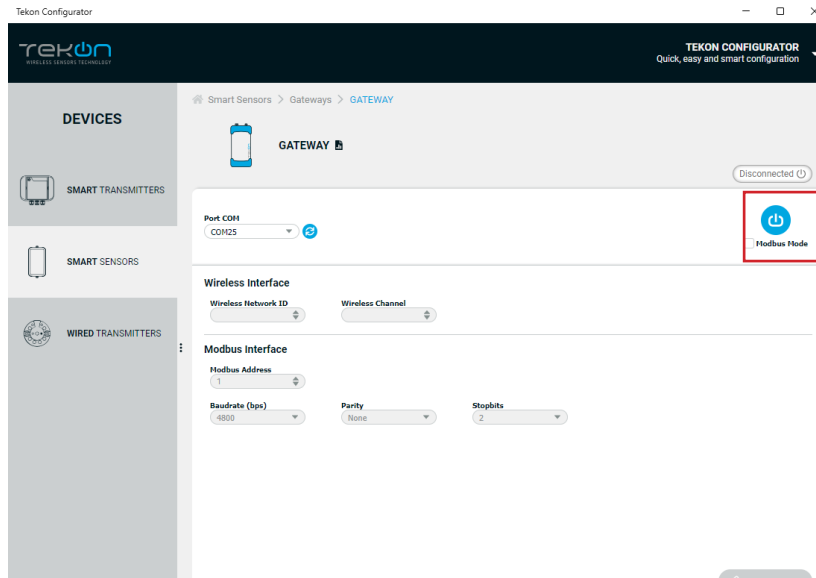 Tekon Configurator
TEKON
WIRELESS SENSORS TECHNOLOGY
TEKON CONFIGURATOR
Quick, easy and smart configuration
DEVICES
SMART TRANSMITTERS
SMART SENSORS
WIRED TRANSMITTERS
Smart Sensors > Gateways > GATEWAY
GATEWAY
Disconnected
Port COM
COM25
Modbus Mode
Wireless Interface
Wireless Network ID Wireless Channel
Modbus Interface
Modbus Address
1
Baudrate (bps) Parity Stopbits
4800 None 2